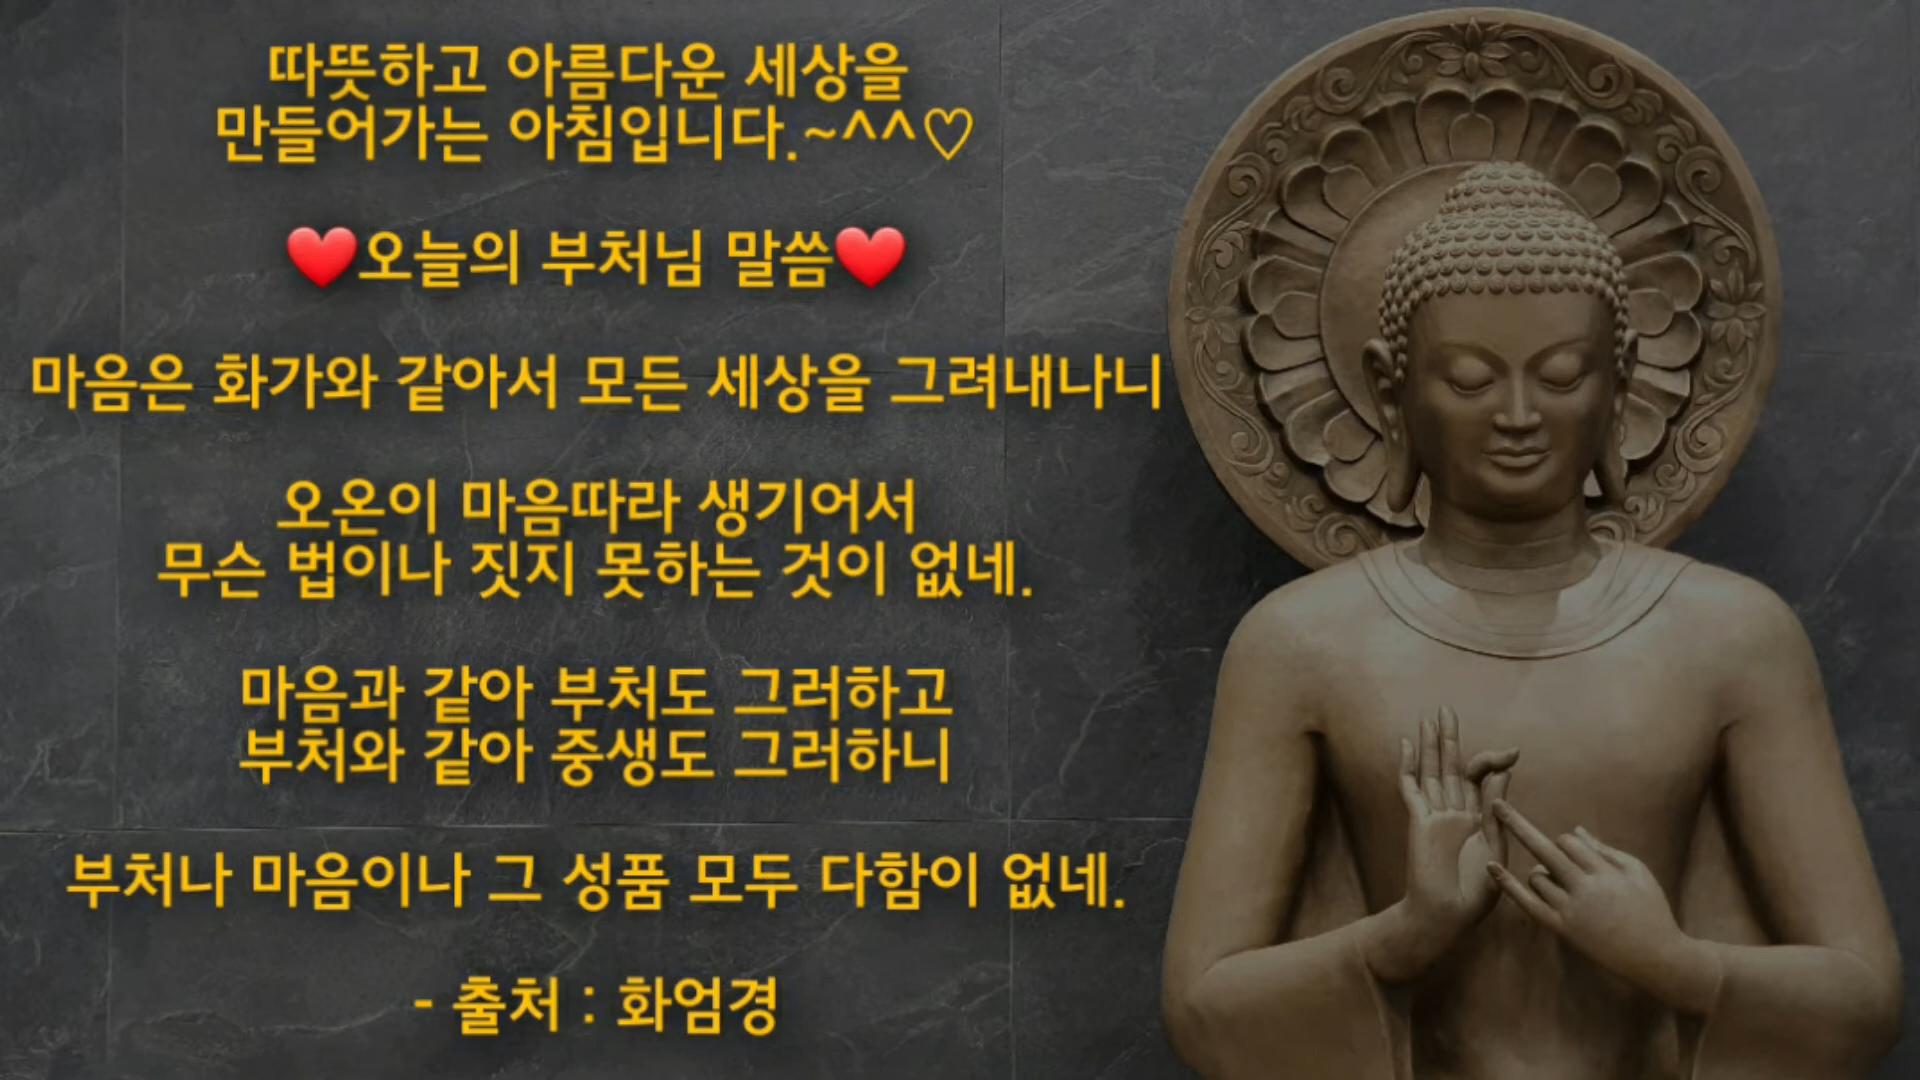 따뜻하고 아름다운 세상을
만들어가는 아침입니다.~^^♡
❤오늘의 부처님 말씀❤
마음은 화가와 같아서 모든 세상을 그려내나니
오온이 마음따라 생기어서
무슨 법이나 짓지 못하는 것이 없네.
마음과 같아 부처도 그러하고
부처와 같아 중생도 그러하니
부처나 마음이나 그 성품 모두 다함이 없네.
- 출처 : 화엄경